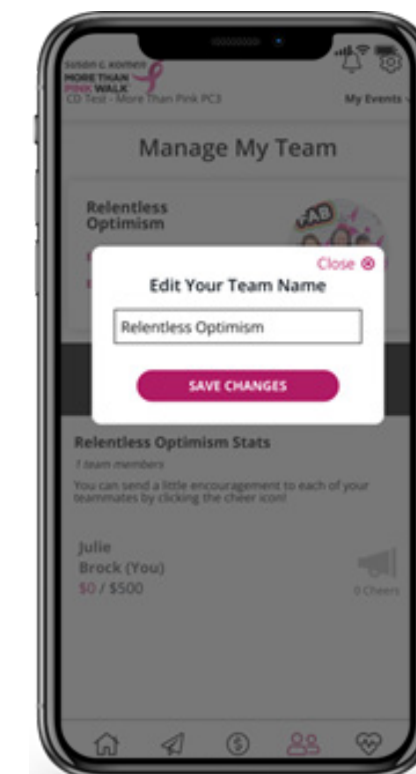 SUSAN G. KOMEN
MORE THAN
PINK WALK
CD Test - More Than Pink PC3
My Events
Manage My Team
Relentless
Optimism
FAB
Close
Edit Your Team Name
Relentless Optimism
SAVE CHANGES
Relentless Optimism Stats
1 team members
You can send a little encouragement to each of your
teammates by clicking the cheer icon!
Julie
Brock (You)
$0 / $500
0 Cheers